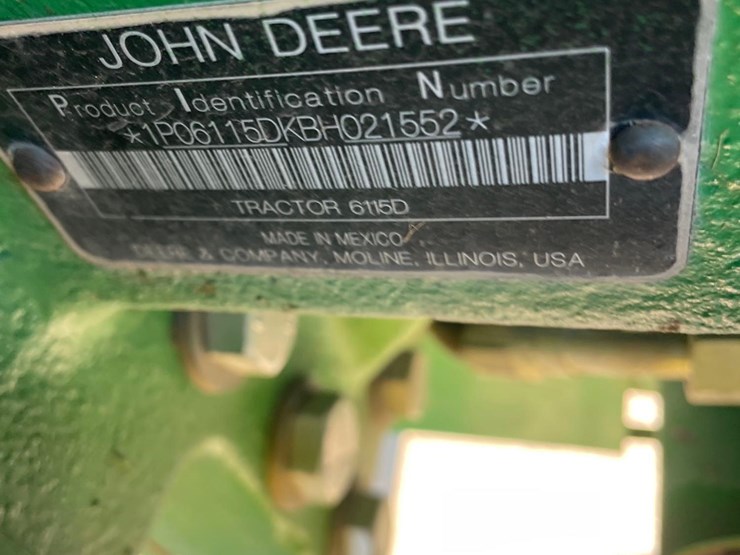 JOHN DEERE
Product Identification Number
*1P06115DKBH021552*
TRACTOR 6115D
MADE IN MEXICO
DEERE & COMPANY, MOLINE, ILLINOIS, USA